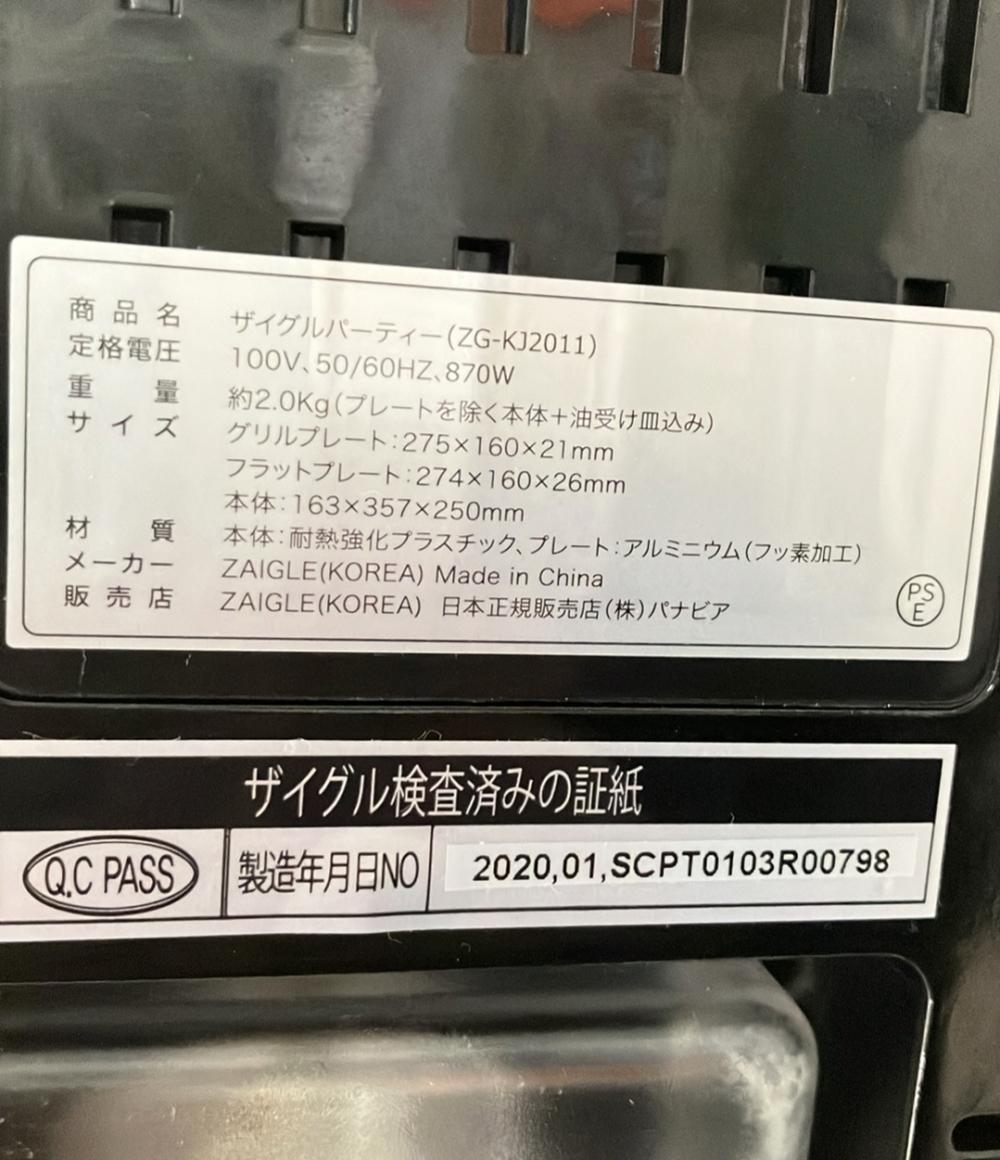 商品名 ザイグルパーティー(ZG-KJ2011)
定格電圧 100V、50/60HZ、870W
重量 約2.0Kg(プレートを除く本体+油受け皿込み)
サイズ グリルプレート:275×160×21mm
フラットプレート:274×160×26mm
本体:163×357×250mm
材質 本体:耐熱強化プラスチック、プレート:アルミニウム(フッ素加工)
メーカー ZAIGLE(KOREA) Made in China
販売店 ZAIGLE(KOREA) 日本正規販売店(株)パナビア
PS
E
ザイグル検査済みの証紙
Q.C PASS 製造年月日NO 2020,01,SCPT0103R00798